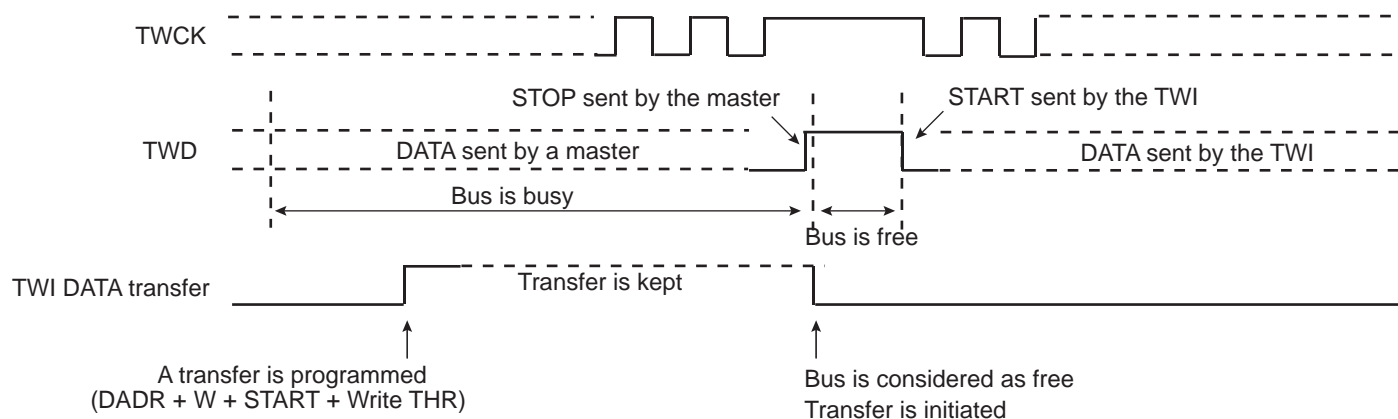 TWCK
STOP sent by the master
START sent by the TWI
TWD
DATA sent by a master
DATA sent by the TWI
Bus is busy
Bus is free
TWI DATA transfer
Transfer is kept
A transfer is programmed
(DADR + W + START + Write THR)
Bus is considered as free
Transfer is initiated